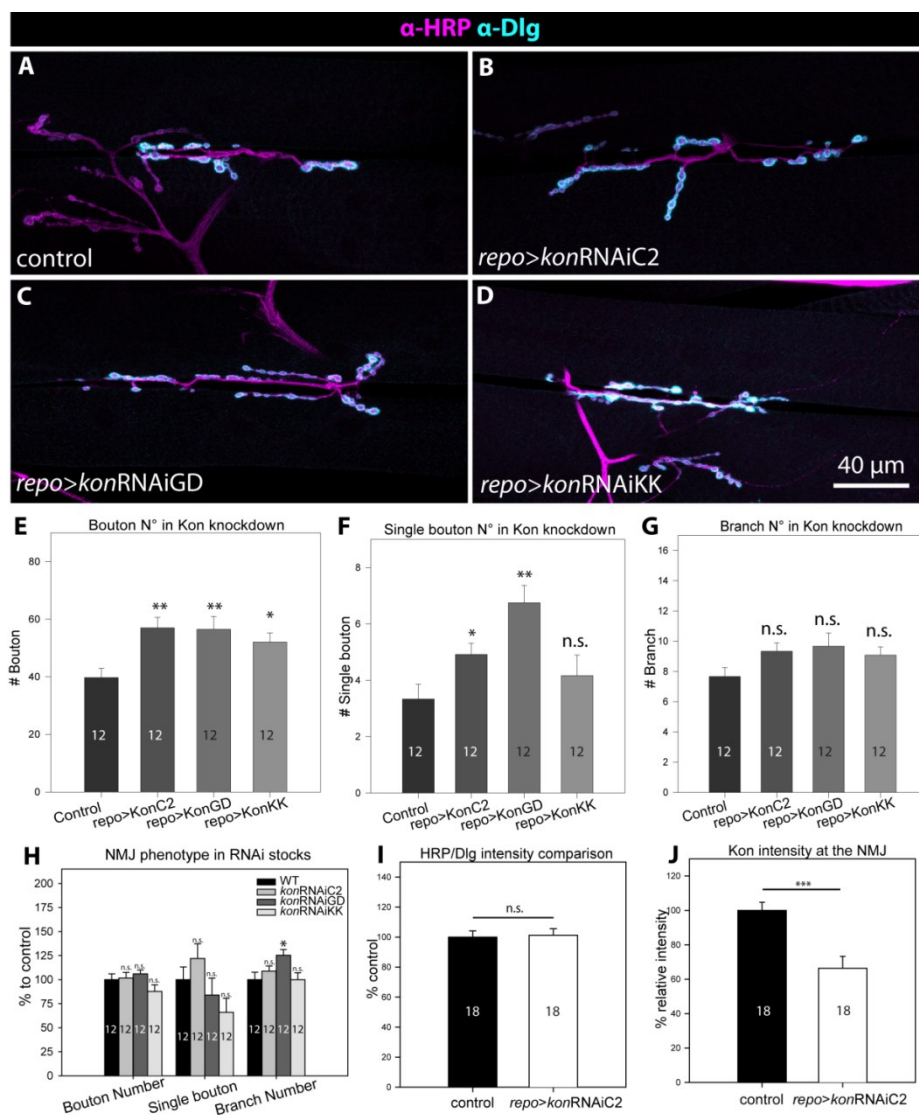 α-HRP α-Dlg
A
control
B
repo>konRNAiC2
C
repo>konRNAiGD
D
repo>konRNAiKK
40 µm
E
Bouton N° in Kon knockdown
# Bouton
80
60
40
20
0
**
**
*
12
12
12
12
Control
repo>KonC2
repo>KonGD
repo>KonKK
F
Single bouton N° in Kon knockdown
# Single bouton
8
6
4
2
0
*
**
n.s.
12
12
12
12
Control
repo>KonC2
repo>KonGD
repo>KonKK
G
Branch N° in Kon knockdown
# Branch
16
14
12
10
8
6
4
2
0
n.s.
n.s.
n.s.
12
12
12
12
Control
repo>KonC2
repo>KonGD
repo>KonKK
H
NMJ phenotype in RNAi stocks
% to control
200
175
150
125
100
75
50
25
0
WT
konRNAiC2
konRNAiGD
konRNAiKK
n.s.
n.s.
n.s.
n.s.
n.s.
n.s.
n.s.
*
n.s.
12 12 12 12
12 12 12 12
12 12 12 12
Bouton Number
Single bouton
Branch Number
I
HRP/Dlg intensity comparison
% control
140
120
100
80
60
40
20
0
n.s.
18
18
control
repo>konRNAiC2
J
Kon intensity at the NMJ
% relative intensity
120
100
80
60
40
20
0
***
18
18
control
repo>konRNAiC2